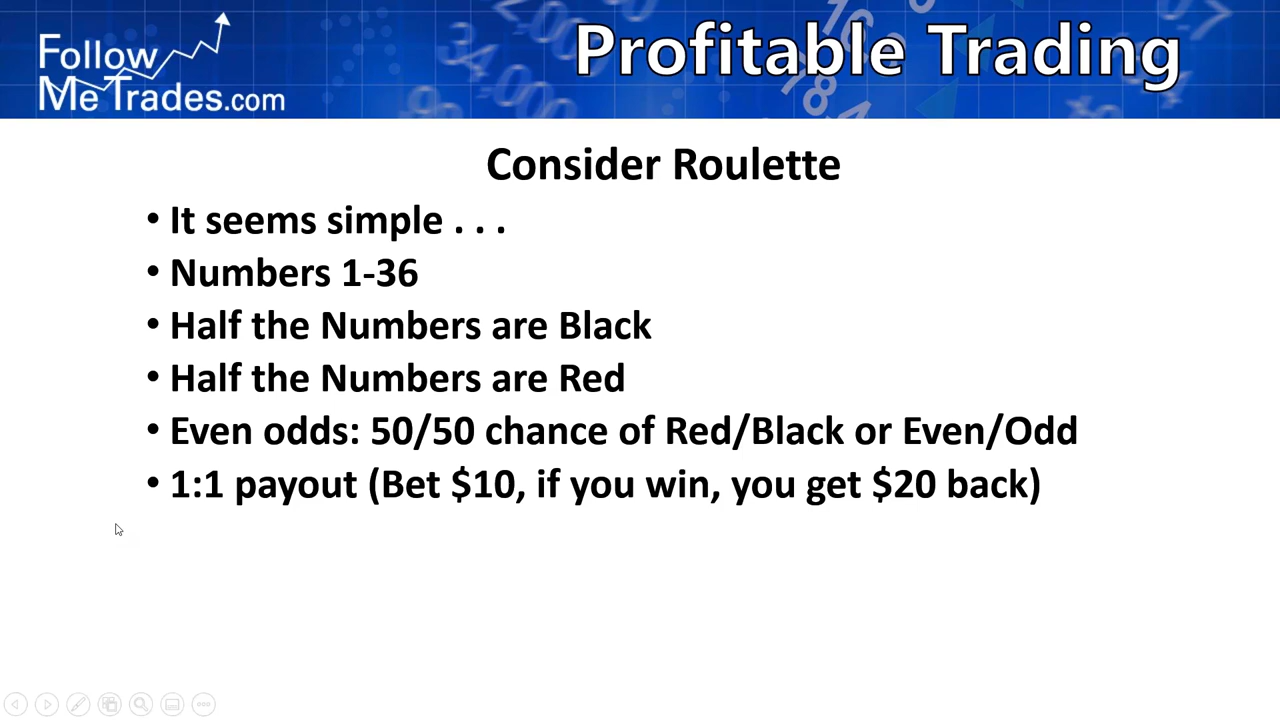 Follow
MeTrades.com
Profitable Trading
Consider Roulette
• It seems simple . . .
• Numbers 1-36
• Half the Numbers are Black
• Half the Numbers are Red
• Even odds: 50/50 chance of Red/Black or Even/Odd
• 1:1 payout (Bet $10, if you win, you get $20 back)